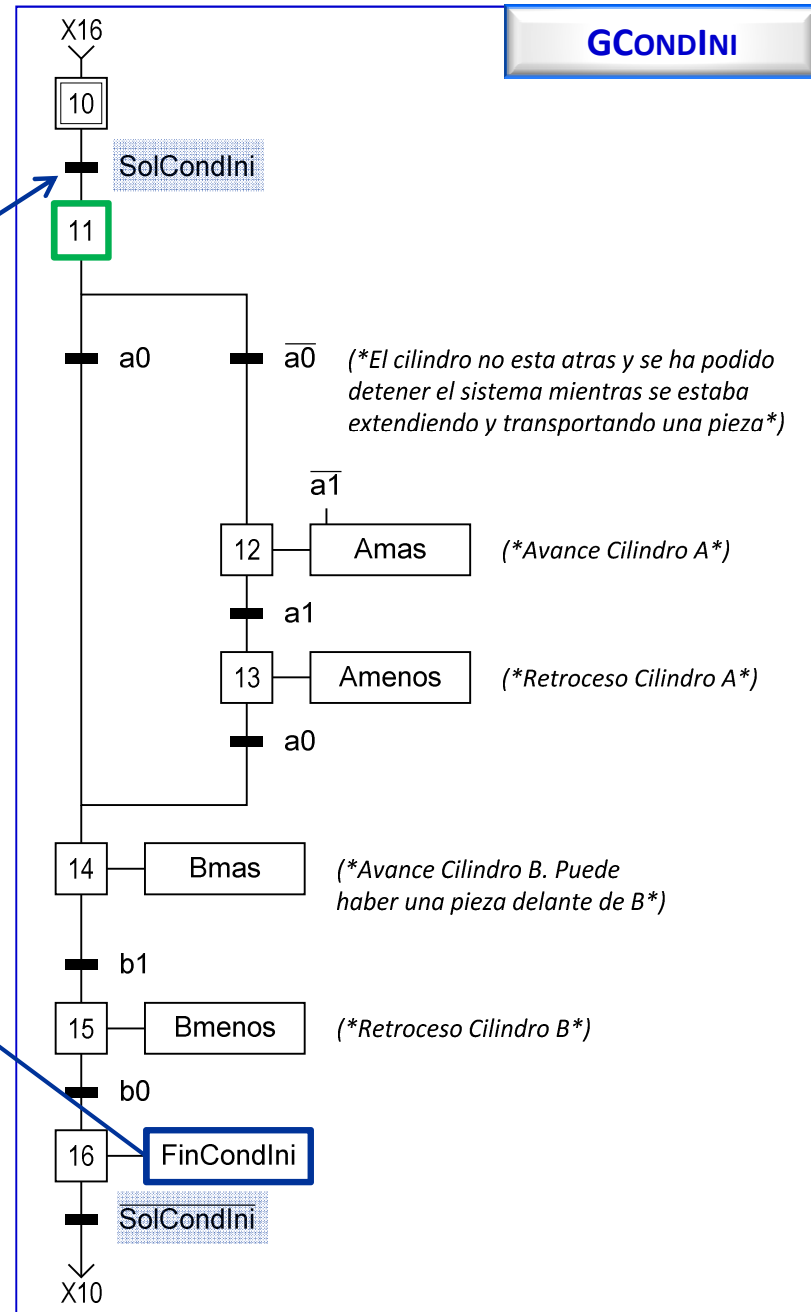 X16
GCONDINI
10
SolCondIni
11
a0
a0
(*El cilindro no esta atras y se ha podido
detener el sistema mientras se estaba
extendiendo y transportando una pieza*)
a1
12
Amas
(*Avance Cilindro A*)
a1
13
Amenos
(*Retroceso Cilindro A*)
a0
14
Bmas
(*Avance Cilindro B. Puede
haber una pieza delante de B*)
b1
15
Bmenos
(*Retroceso Cilindro B*)
b0
16
FinCondIni
SolCondIni
X10